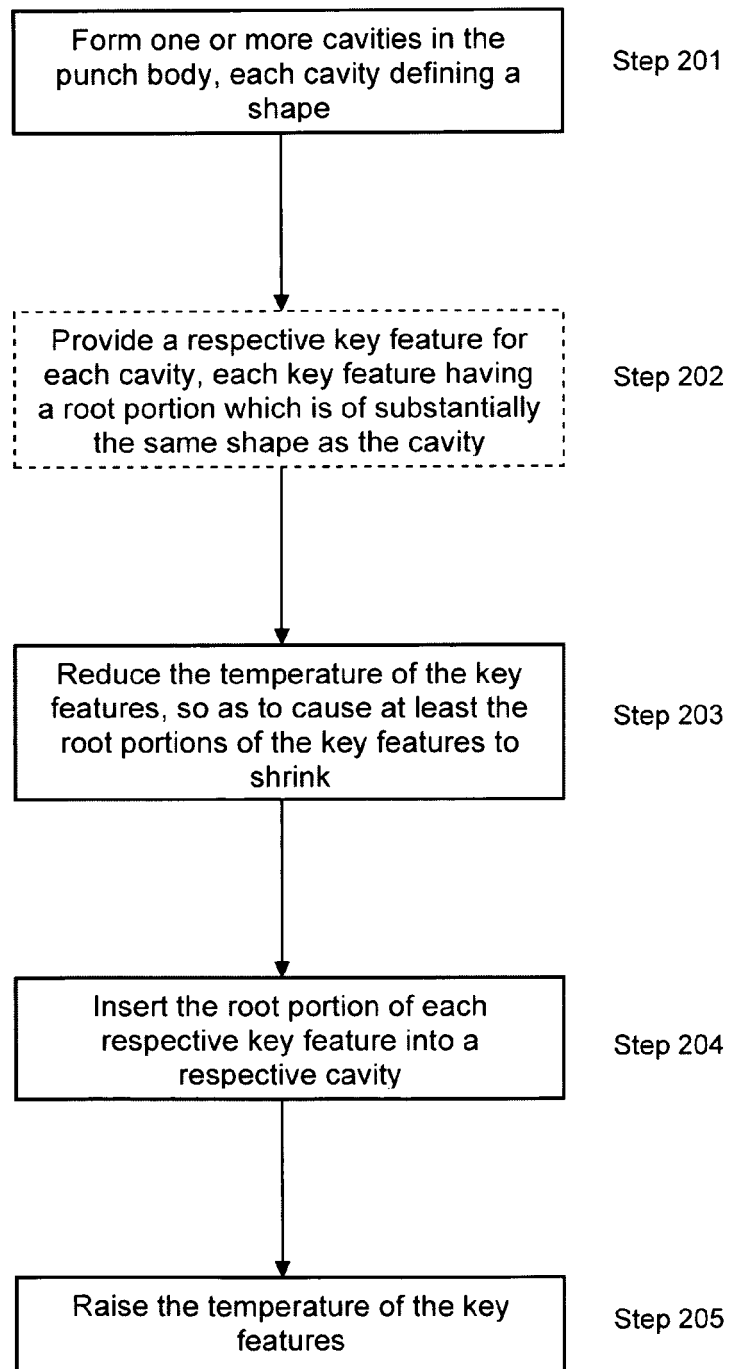 Form one or more cavities in the
punch body, each cavity defining a
shape
Step 201
Provide a respective key feature for
each cavity, each key feature having
a root portion which is of substantially
the same shape as the cavity
Step 202
Reduce the temperature of the key
features, so as to cause at least the
root portions of the key features to
shrink
Step 203
Insert the root portion of each
respective key feature into a
respective cavity
Step 204
Raise the temperature of the key
features
Step 205